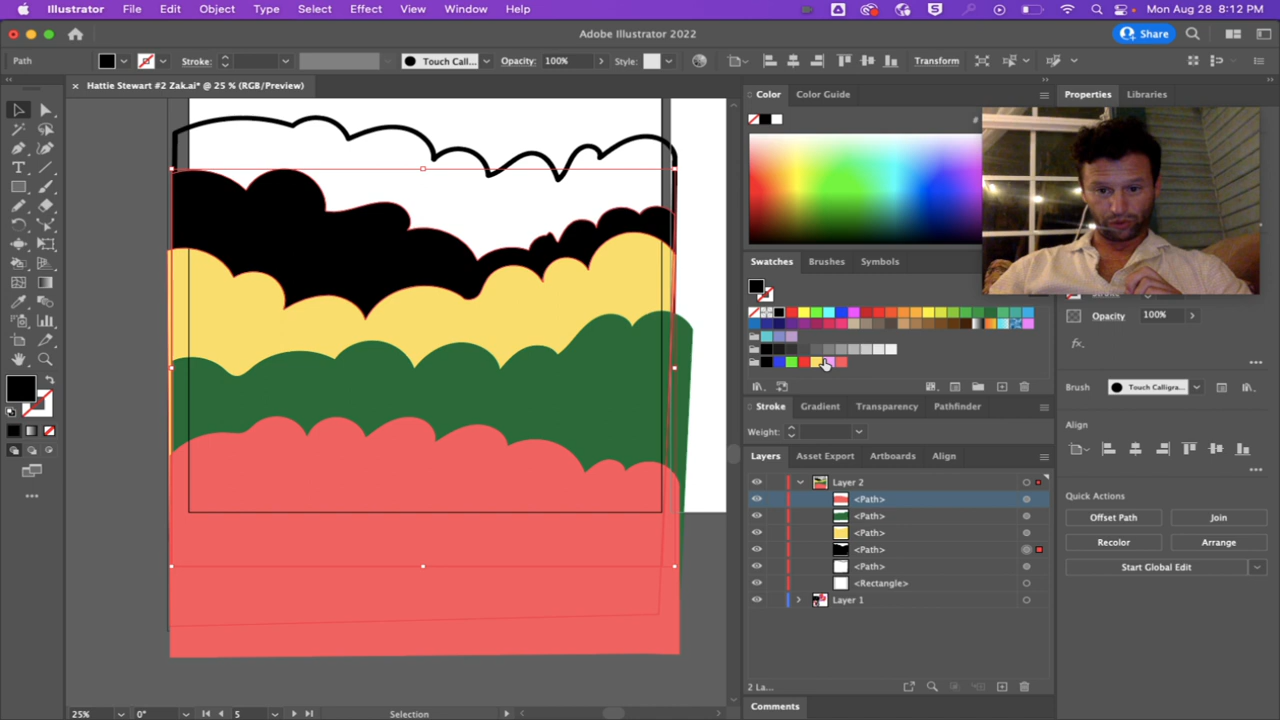 Illustrator File Edit Object Type Select Effect View Window Help
Mon Aug 28 8:12 PM
Adobe Illustrator 2022
Share
Path
Stroke:
Touch Call...
Opacity: 100%
Style:
Transform
Hattie Stewart #2 Zak.ai* @ 25 % (RGB/Preview)
Color Color Guide
Properties Libraries
Swatches Brushes Symbols
Opacity 100%
Brush Touch Calligra...
Stroke Gradient Transparency Pathfinder
Weight:
Align
Layers Asset Export Artboards Align
Layer 2
<Path>
<Path>
<Path>
<Path>
<Path>
<Rectangle>
Layer 1
Quick Actions
Offset Path Join
Recolor Arrange
Start Global Edit
2 La...
Comments
25% 0° 5 Selection